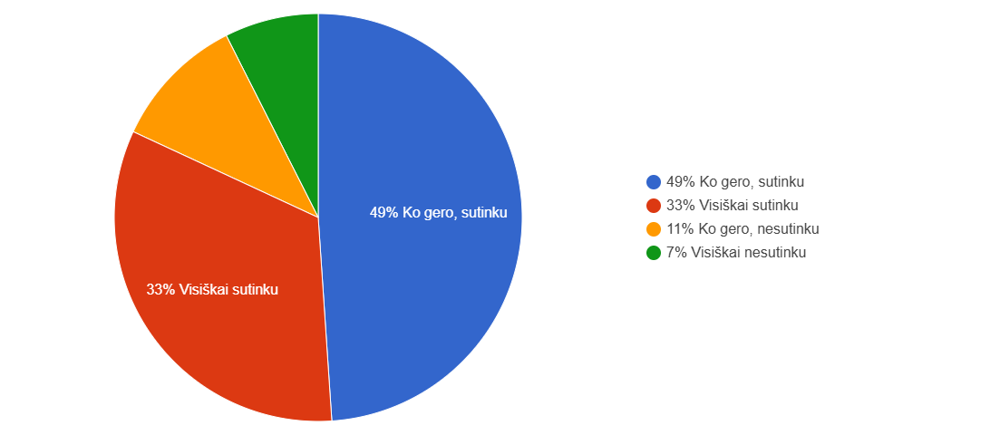 49% Ko gero, sutinku
33% Visiškai sutinku
49% Ko gero, sutinku
33% Visiškai sutinku
11% Ko gero, nesutinku
7% Visiškai nesutinku